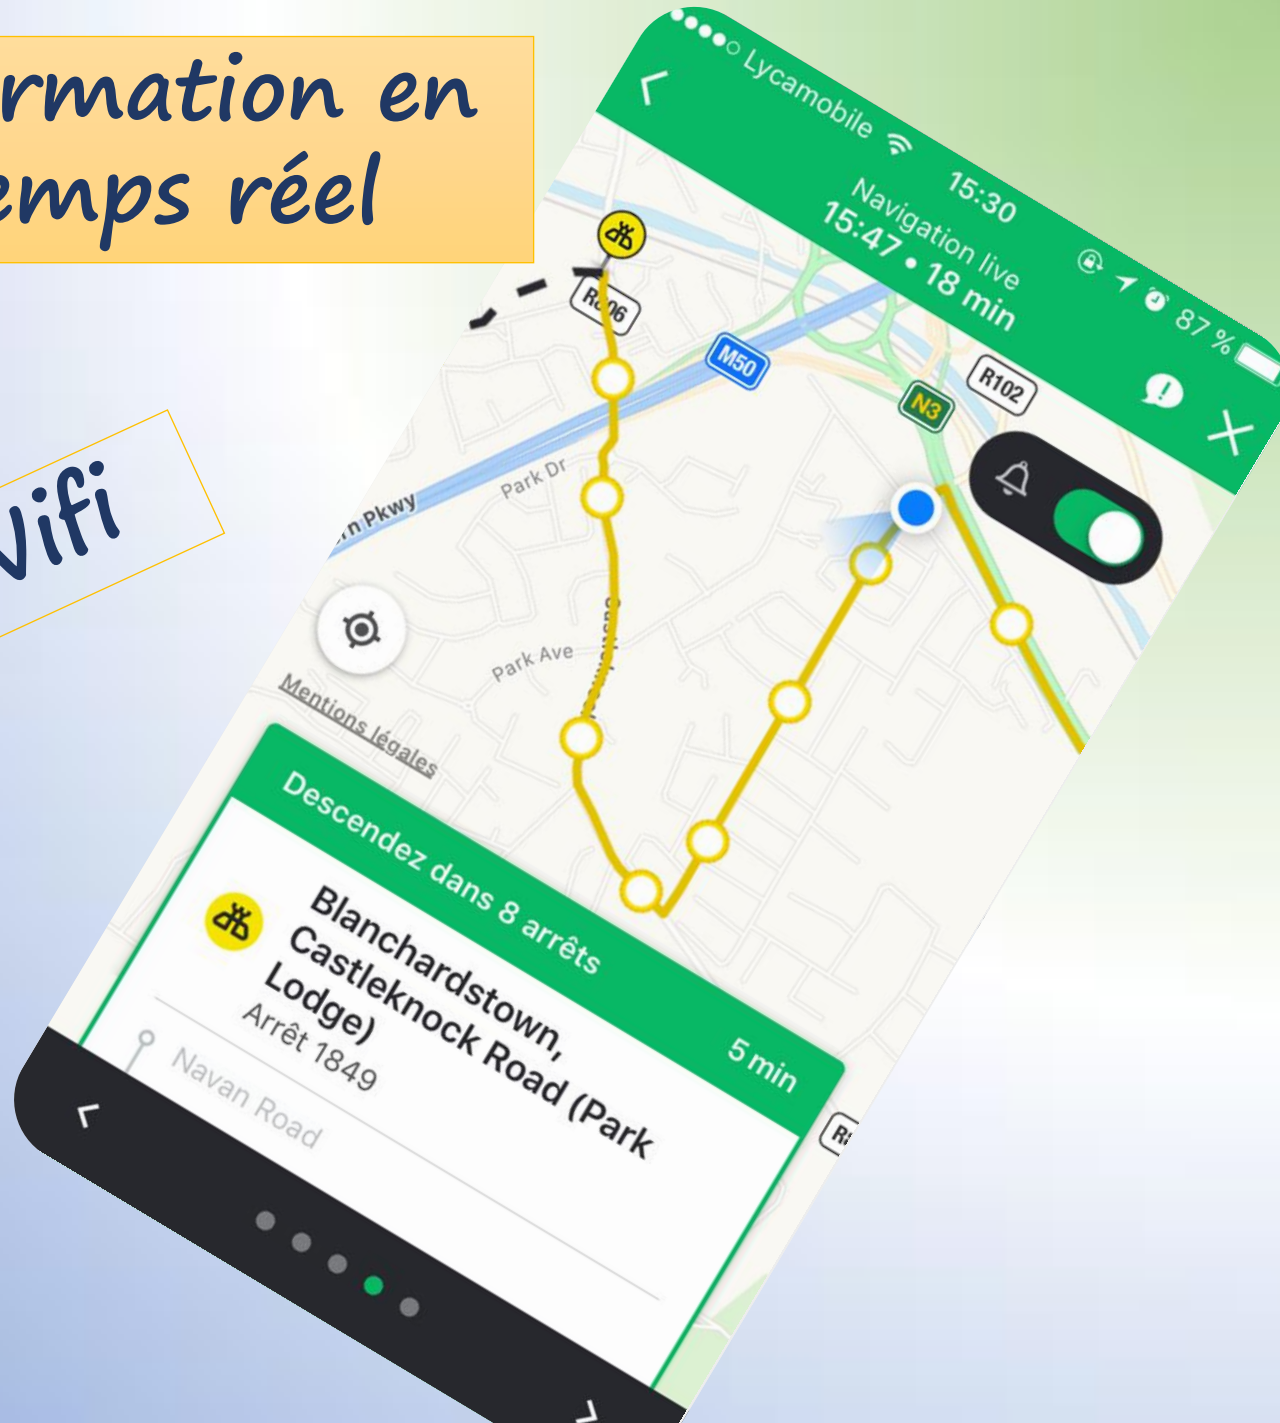 rmation en
emps réel
Wifi
Lycamobile
15:30
87 %
Navigation live
15:47 • 18 min
M50
R102
N3
Park Dr
rn Pkwy
Park Ave
Mentions légales
Descendez dans 8 arrêts
5 min
Blanchardstown,
Castleknock Road (Park
Lodge)
Arrêt 1849
Navan Road